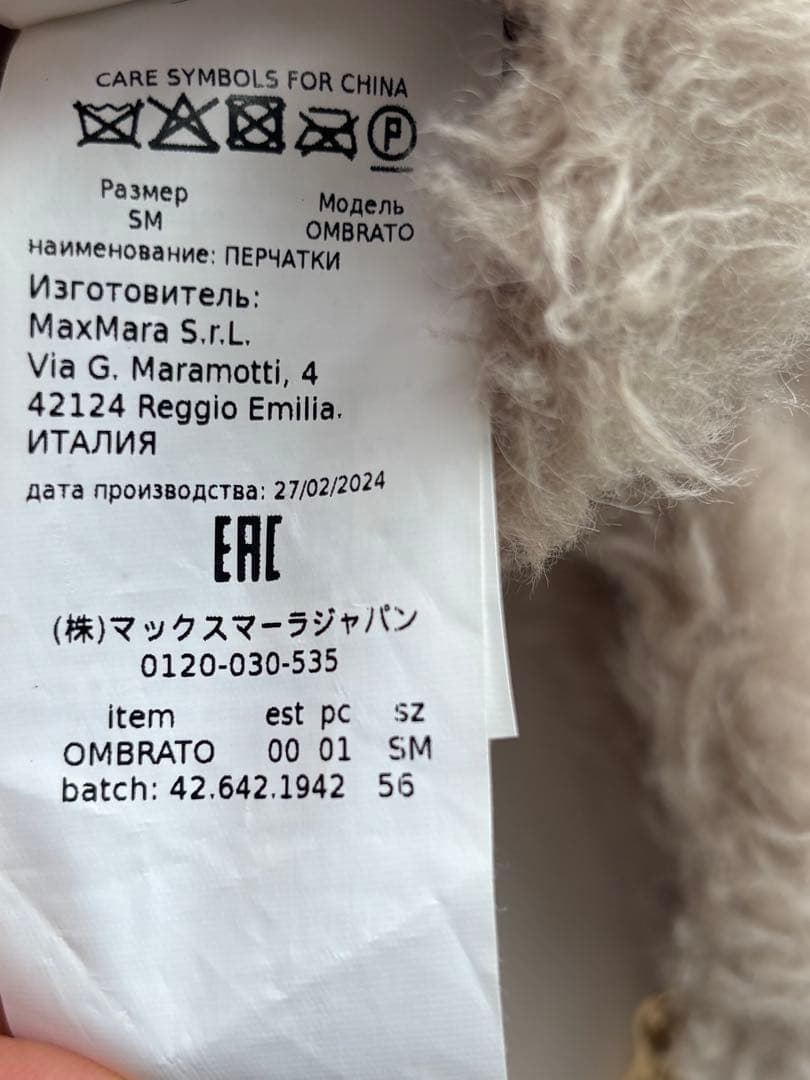 CARE SYMBOLS FOR CHINA
P
Размер Модель
SM OMBRATO
наименование: ПЕРЧАТКИ
Изготовитель:
MaxMara S.r.L.
Via G. Maramotti, 4
42124 Reggio Emilia.
ИТАЛИЯ
дата производства: 27/02/2024
EAC
(株)マックスマーラジャパン
0120-030-535
item est pc sz
OMBRATO 00 01 SM
batch: 42.642.1942 56